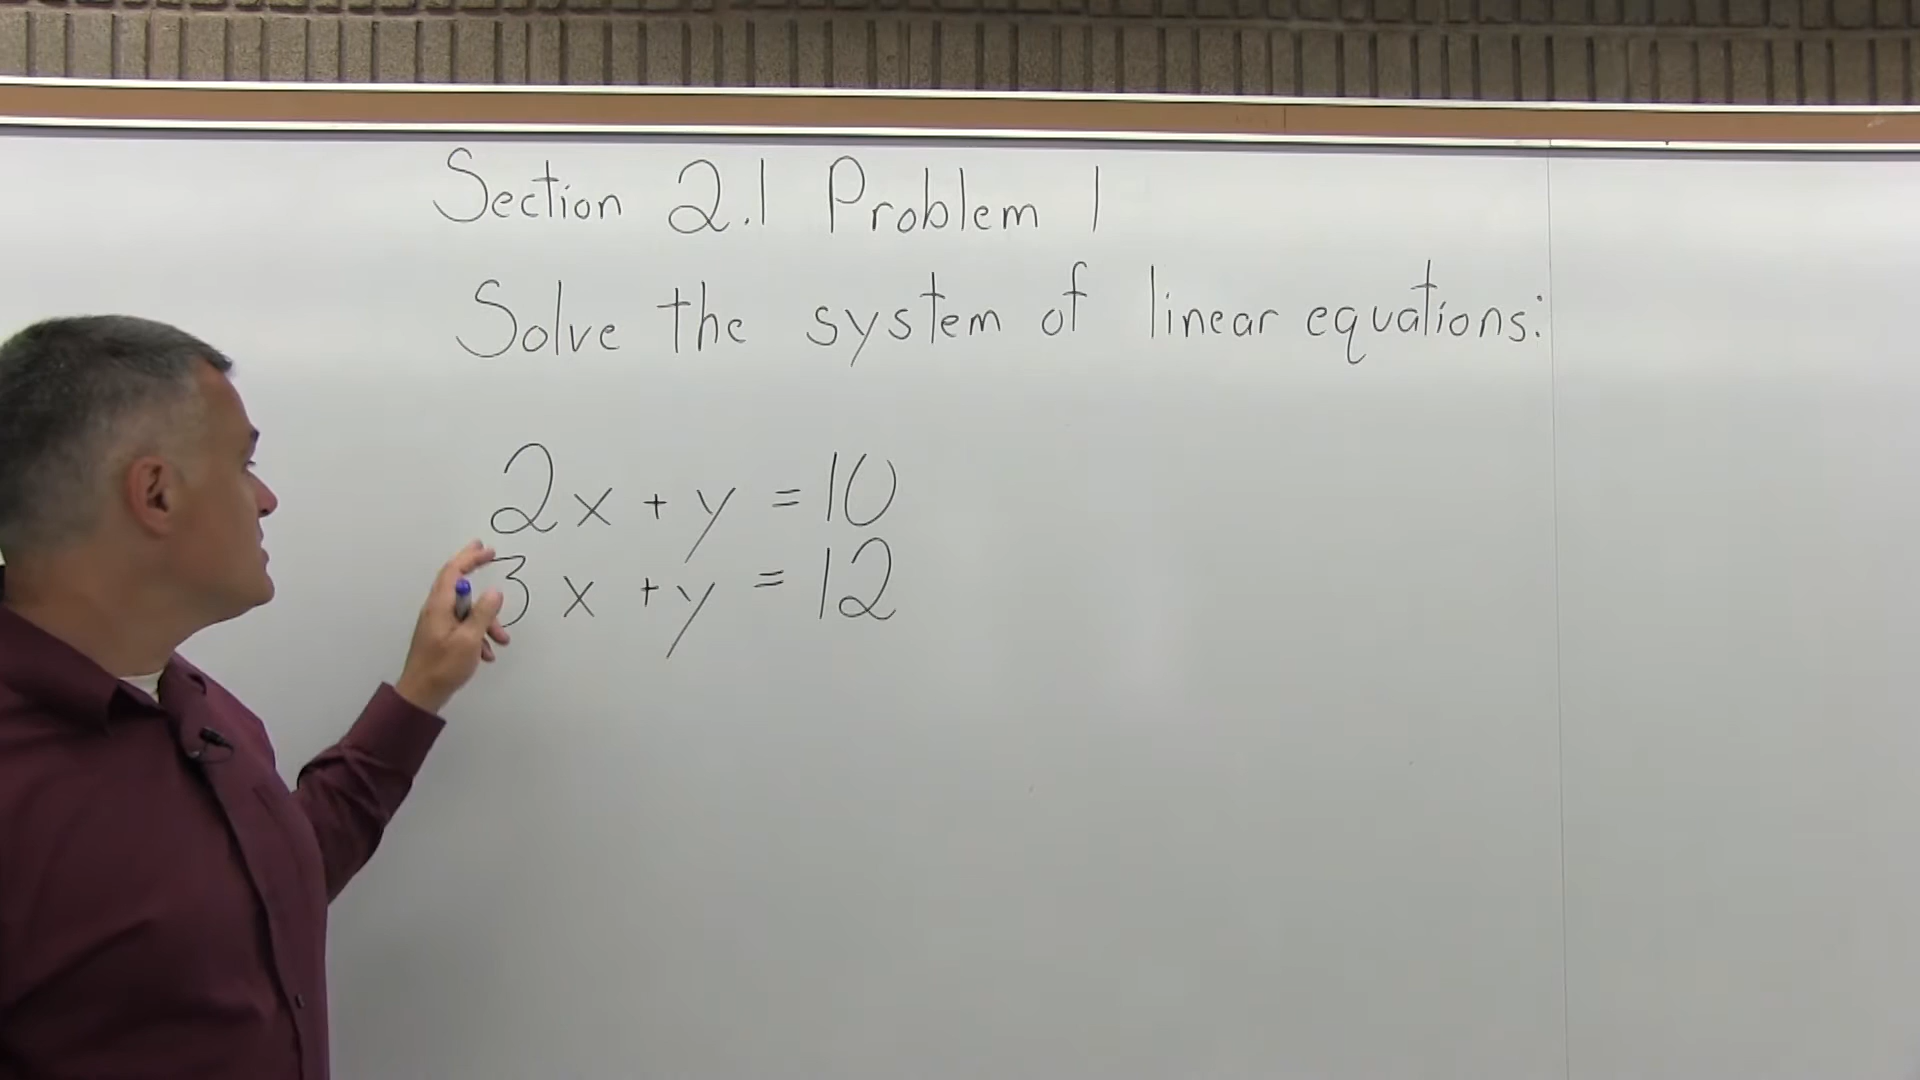 Section 2.1 Problem 1
Solve the system of linear equations:
2x + y = 10
3x + y = 12